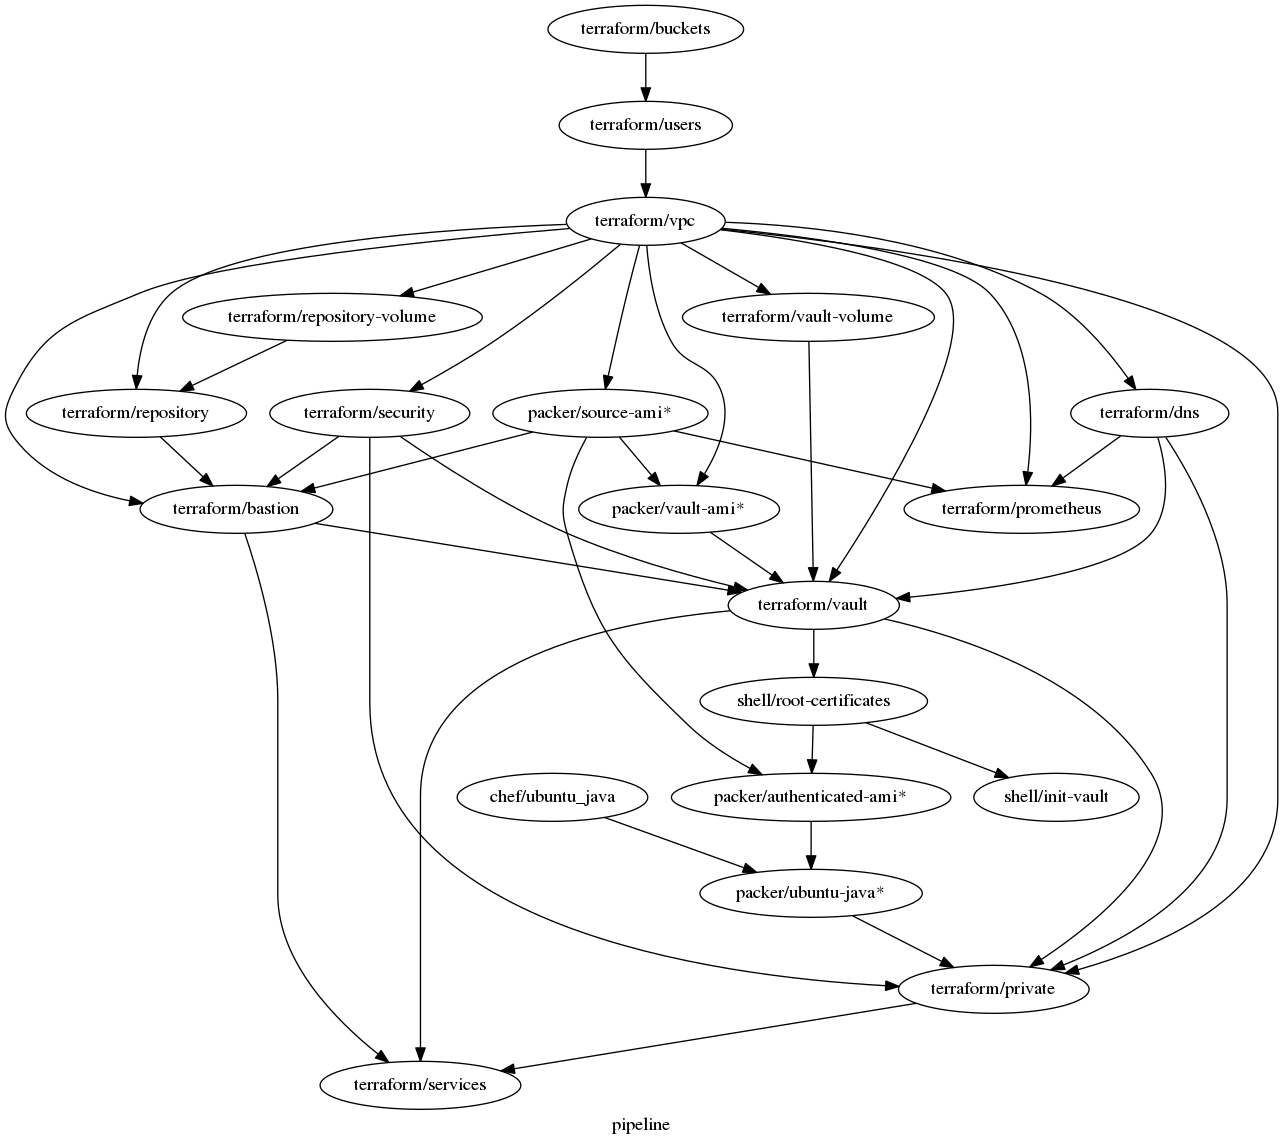 terraform/buckets
terraform/users
terraform/vpc
terraform/repository-volume
terraform/vault-volume
terraform/repository
terraform/security
packer/source-ami*
terraform/dns
terraform/bastion
packer/vault-ami*
terraform/prometheus
terraform/vault
shell/root-certificates
chef/ubuntu_java
packer/authenticated-ami*
shell/init-vault
packer/ubuntu-java*
terraform/private
terraform/services
pipeline